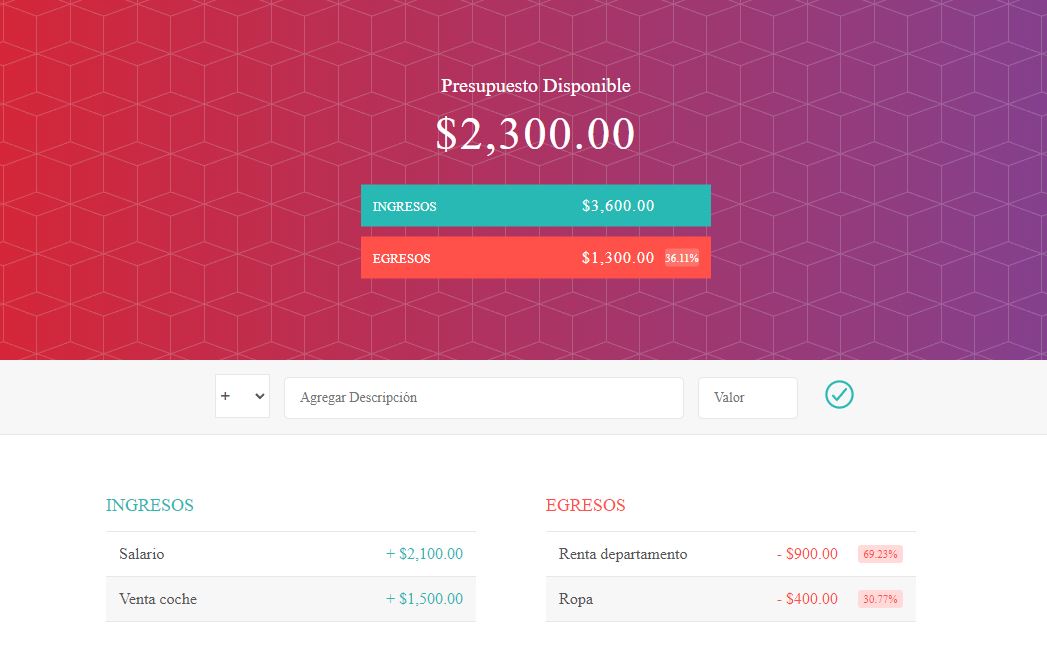 Presupuesto Disponible
$2,300.00
INGRESOS $3,600.00
EGRESOS $1,300.00 36.11%
+ Agregar Descripción Valor
INGRESOS
Salario + $2,100.00
Venta coche + $1,500.00
EGRESOS
Renta departamento - $900.00 69.23%
Ropa - $400.00 30.77%